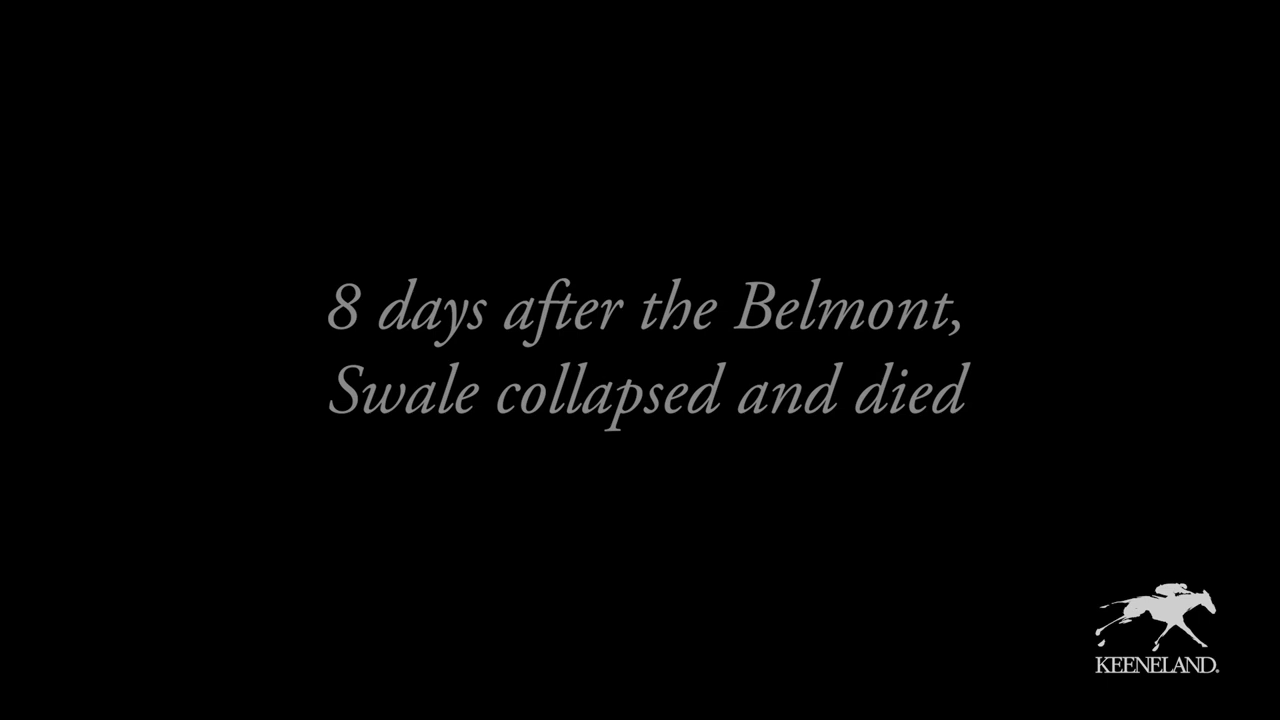 8 days after the Belmont,
Swale collapsed and died
KEENELAND®